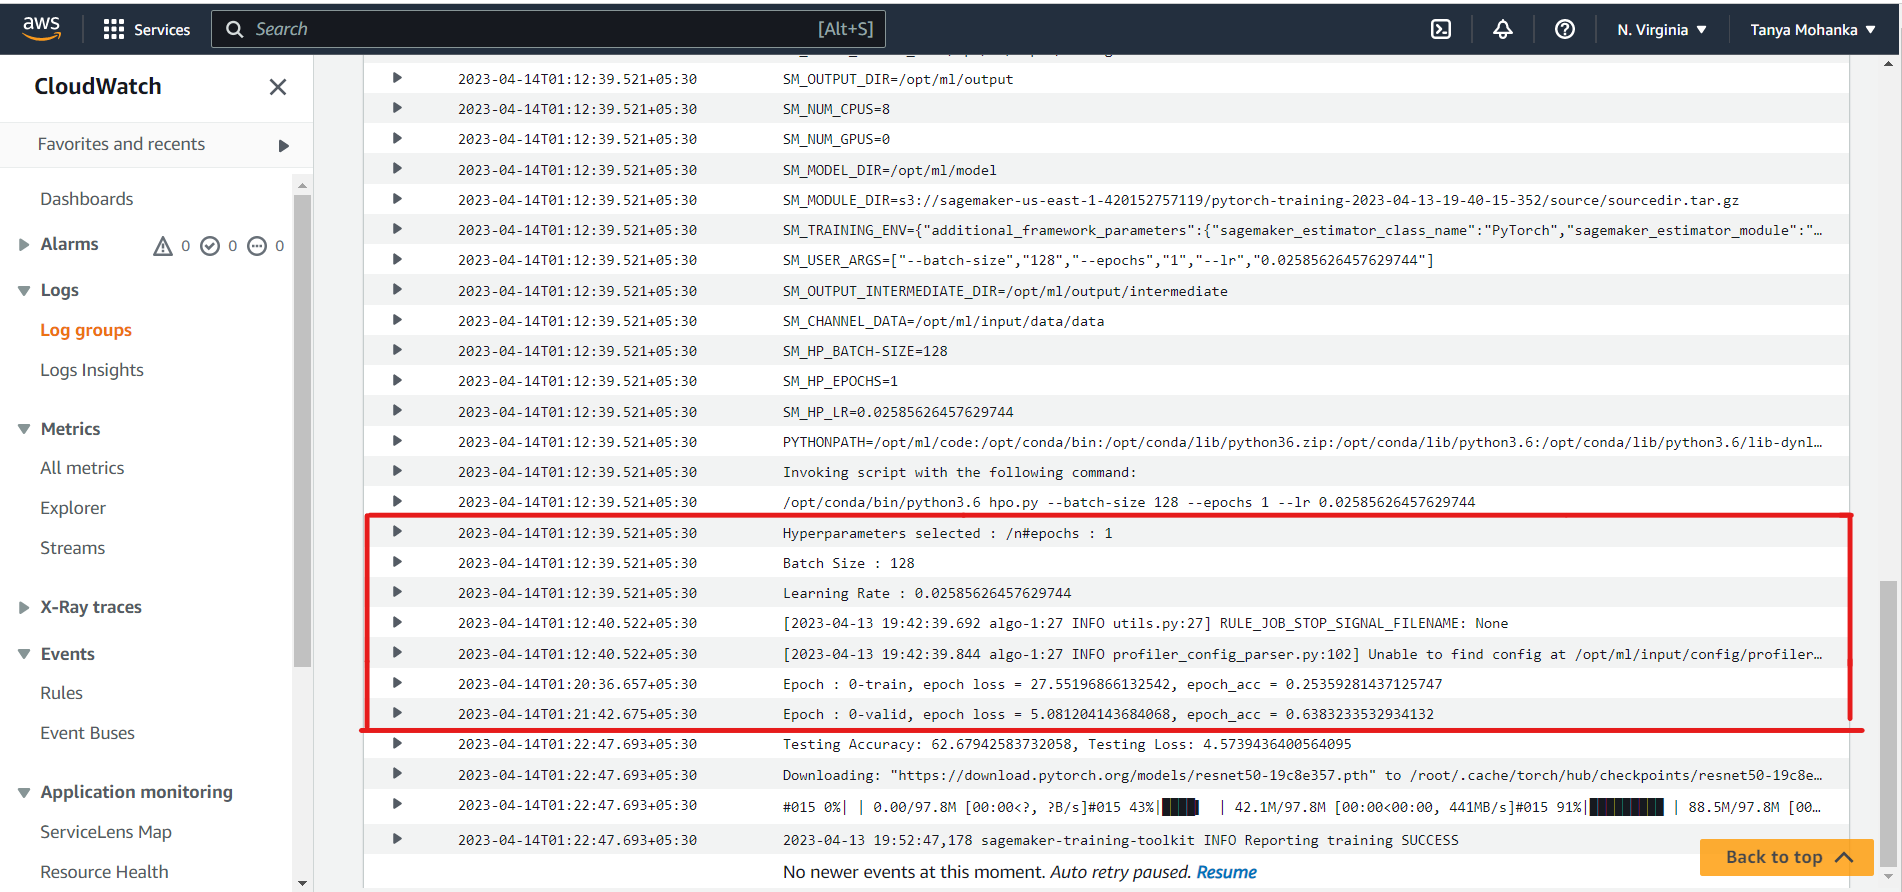 aws Services Search [Alt+S] N. Virginia Tanya Mohanka
CloudWatch
Favorites and recents
Dashboards
Alarms 0 0 0
Logs
Log groups
Logs Insights
Metrics
All metrics
Explorer
Streams
X-Ray traces
Events
Rules
Event Buses
Application monitoring
ServiceLens Map
Resource Health
2023-04-14T01:12:39.521+05:30 SM_OUTPUT_DIR=/opt/ml/output
2023-04-14T01:12:39.521+05:30 SM_NUM_CPUS=8
2023-04-14T01:12:39.521+05:30 SM_NUM_GPUS=0
2023-04-14T01:12:39.521+05:30 SM_MODEL_DIR=/opt/ml/model
2023-04-14T01:12:39.521+05:30 SM_MODULE_DIR=s3://sagemaker-us-east-1-420152757119/pytorch-training-2023-04-13-19-40-15-352/source/sourcedir.tar.gz
2023-04-14T01:12:39.521+05:30 SM_TRAINING_ENV={"additional_framework_parameters":{"sagemaker_estimator_class_name":"PyTorch","sagemaker_estimator_module":"…
2023-04-14T01:12:39.521+05:30 SM_USER_ARGS=["--batch-size","128","--epochs","1","--lr","0.02585626457629744"]
2023-04-14T01:12:39.521+05:30 SM_OUTPUT_INTERMEDIATE_DIR=/opt/ml/output/intermediate
2023-04-14T01:12:39.521+05:30 SM_CHANNEL_DATA=/opt/ml/input/data/data
2023-04-14T01:12:39.521+05:30 SM_HP_BATCH-SIZE=128
2023-04-14T01:12:39.521+05:30 SM_HP_EPOCHS=1
2023-04-14T01:12:39.521+05:30 SM_HP_LR=0.02585626457629744
2023-04-14T01:12:39.521+05:30 PYTHONPATH=/opt/ml/code:/opt/conda/bin:/opt/conda/lib/python36.zip:/opt/conda/lib/python3.6:/opt/conda/lib/python3.6/lib-dynl…
2023-04-14T01:12:39.521+05:30 Invoking script with the following command:
2023-04-14T01:12:39.521+05:30 /opt/conda/bin/python3.6 hpo.py --batch-size 128 --epochs 1 --lr 0.02585626457629744
2023-04-14T01:12:39.521+05:30 Hyperparameters selected : /n#epochs : 1
2023-04-14T01:12:39.521+05:30 Batch Size : 128
2023-04-14T01:12:39.521+05:30 Learning Rate : 0.02585626457629744
2023-04-14T01:12:40.522+05:30 [2023-04-13 19:42:39.692 algo-1:27 INFO utils.py:27] RULE_JOB_STOP_SIGNAL_FILENAME: None
2023-04-14T01:12:40.522+05:30 [2023-04-13 19:42:39.844 algo-1:27 INFO profiler_config_parser.py:102] Unable to find config at /opt/ml/input/config/profiler…
2023-04-14T01:20:36.657+05:30 Epoch : 0-train, epoch loss = 27.55196866132542, epoch_acc = 0.25359281437125747
2023-04-14T01:21:42.675+05:30 Epoch : 0-valid, epoch loss = 5.081204143684068, epoch_acc = 0.6383233532934132
2023-04-14T01:22:47.693+05:30 Testing Accuracy: 62.67942583732058, Testing Loss: 4.5739436400564095
2023-04-14T01:22:47.693+05:30 Downloading: "https://download.pytorch.org/models/resnet50-19c8e357.pth" to /root/.cache/torch/hub/checkpoints/resnet50-19c8e…
2023-04-14T01:22:47.693+05:30 #015 0%| | 0.00/97.8M [00:00<?, ?B/s]#015 43%|████▎ | 42.1M/97.8M [00:00<00:00, 441MB/s]#015 91%|█████████ | 88.5M/97.8M [00…
2023-04-14T01:22:47.693+05:30 2023-04-13 19:52:47,178 sagemaker-training-toolkit INFO Reporting training SUCCESS
No newer events at this moment. Auto retry paused. Resume
Back to top